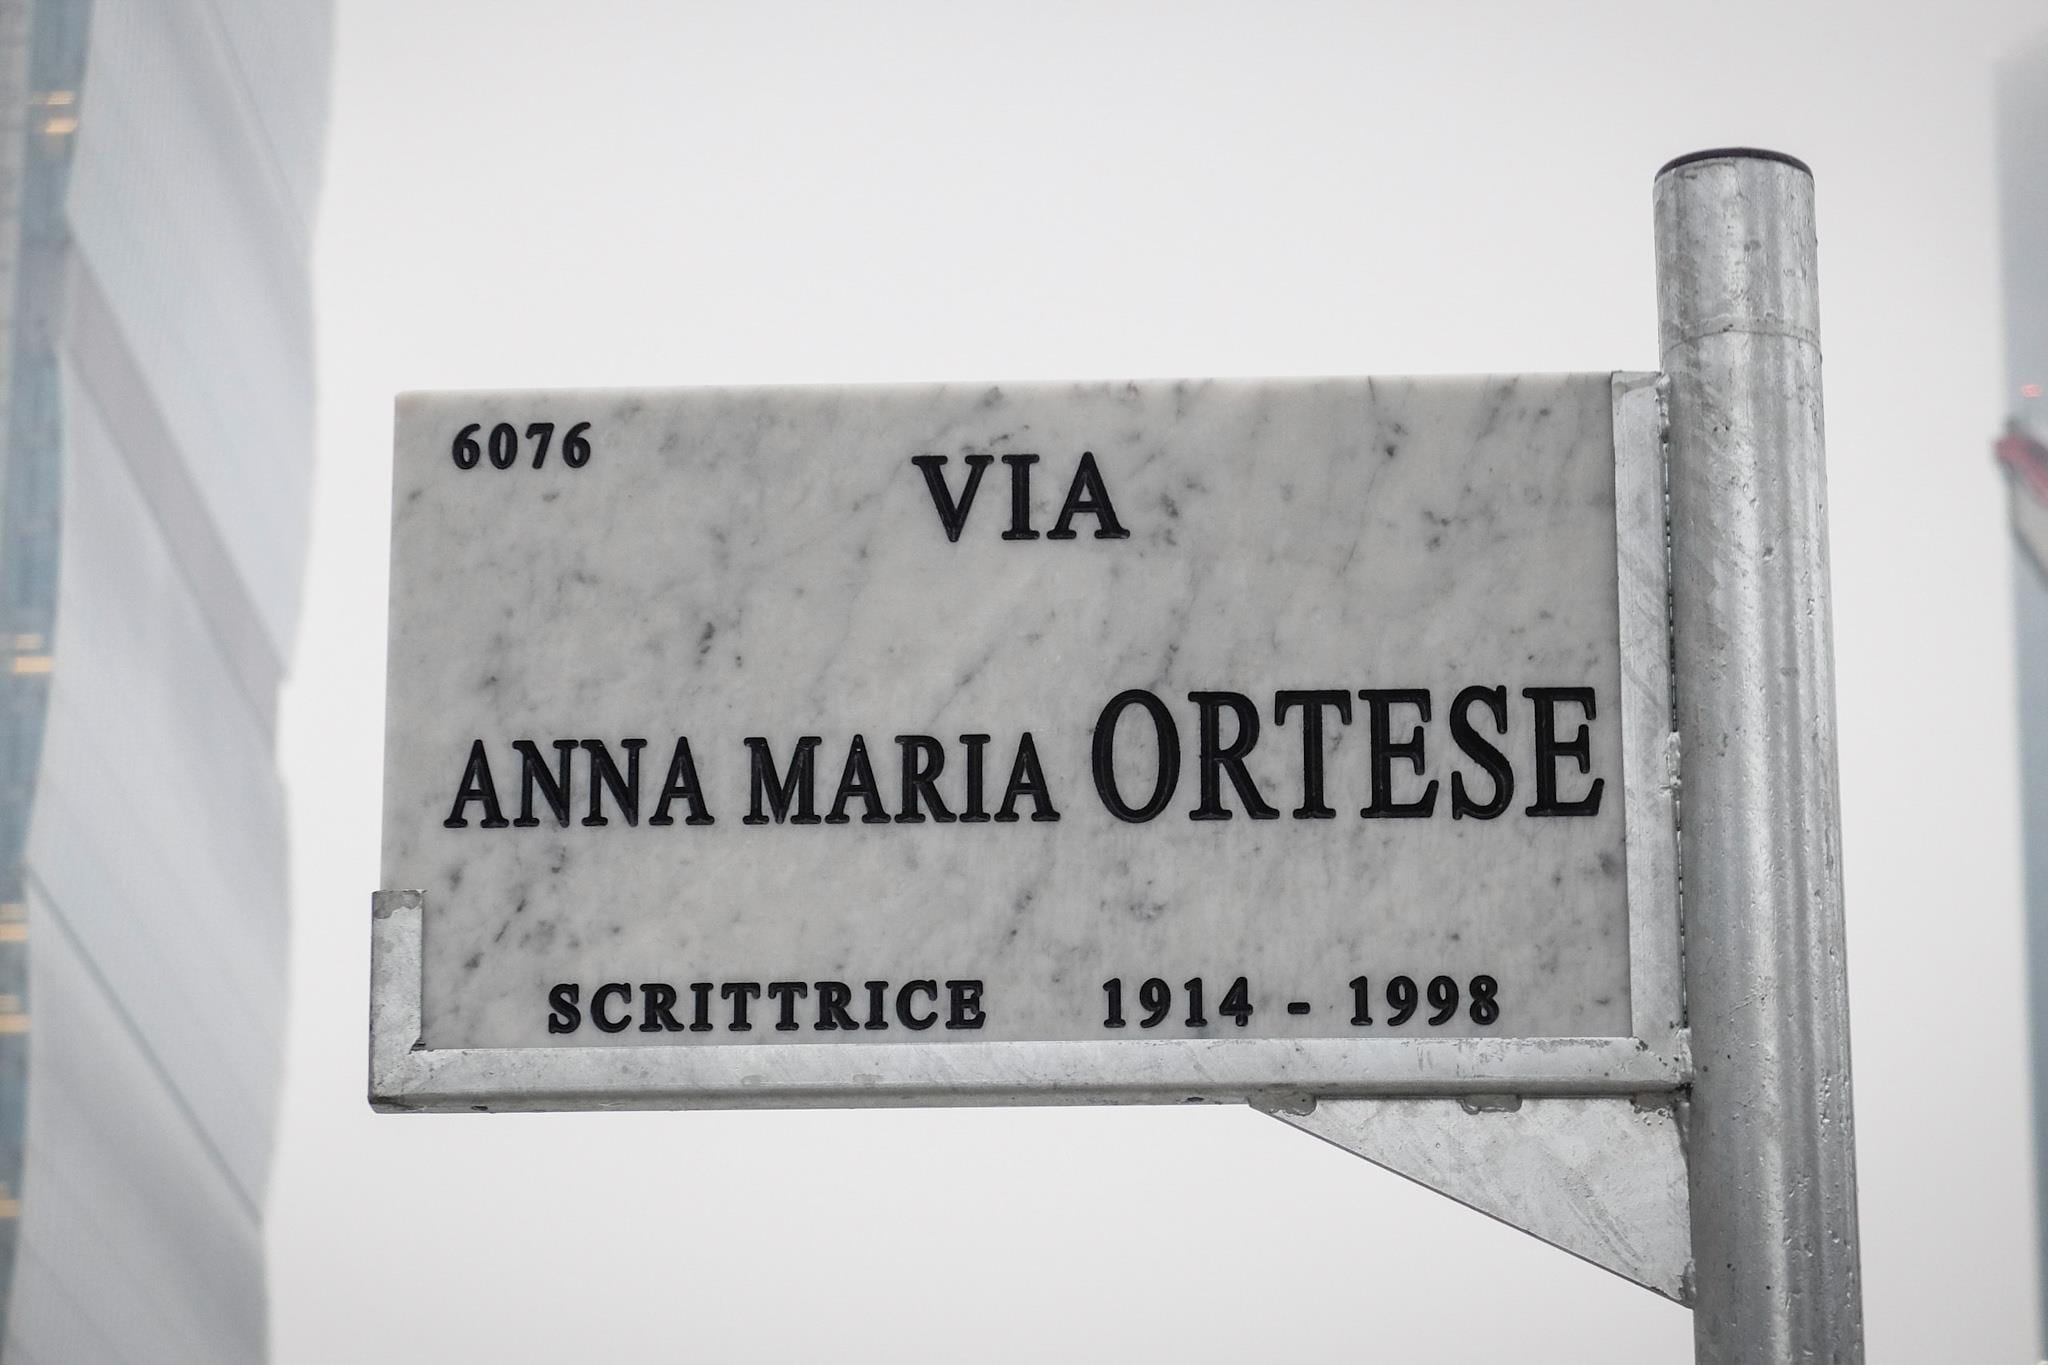 6076
VIA
ANNA MARIA ORTESE
SCRITTRICE 1914 - 1998